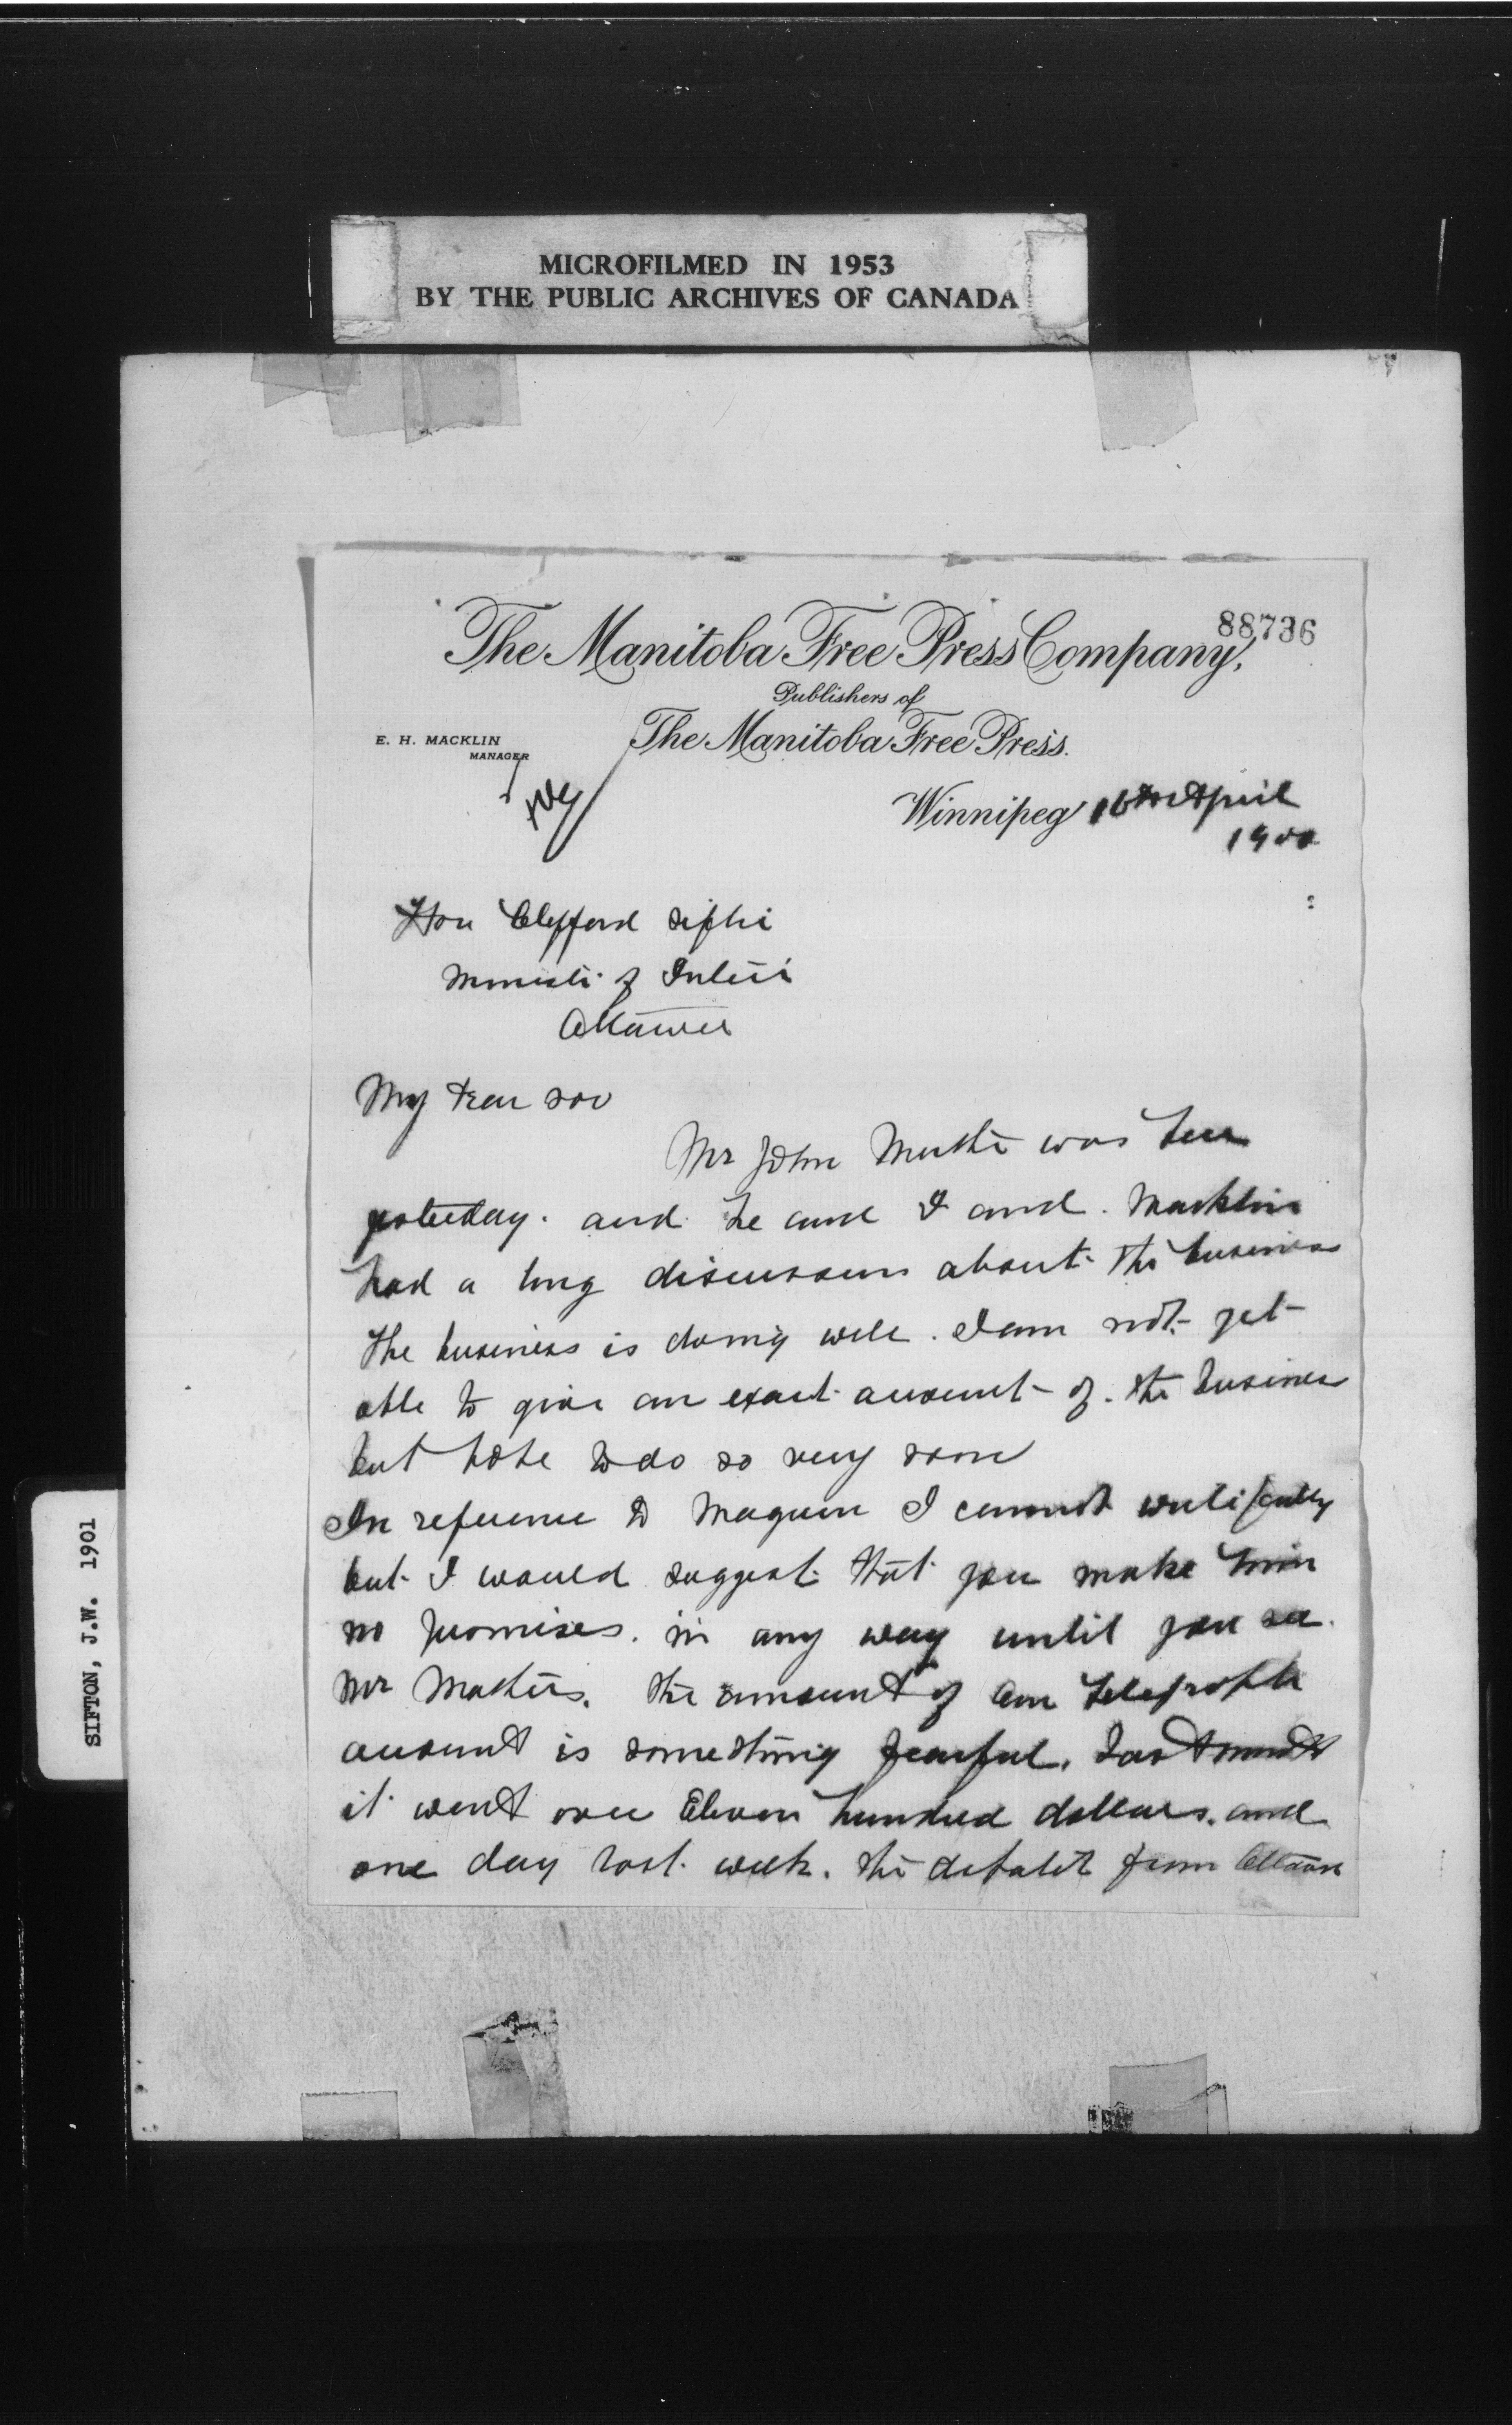 MICROFILMED IN 1953
BY THE PUBLIC ARCHIVES OF CANADA
88736
The Manitoba Free Press Company,
Publishers of
The Manitoba Free Press.
E. H. MACKLIN
MANAGER
Winnipeg 16th April
190
Hon Clifford Sifton
Minister of Interior
Ottawa
My Dear Sir
Mr John Mather was here
yesterday. and he and I and. Macklin
had a long discussion about the business
The business is doing well. I am not yet
able to give an exact account of. the business
but hope to do so very soon
In reference to Magurn I cannot write fully
but I would suggest that you make him
no promises. in any way until you see.
Mr Mathers. The amount of our Telegraph
account is something fearful. Last month
it went over Eleven hundred dollars. and
one day last week. the debate from Ottawa
SIFTON, J.W. 1901